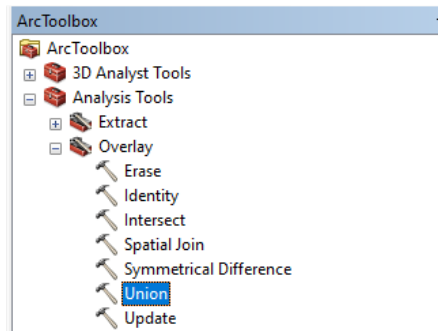 ArcToolbox
ArcToolbox
3D Analyst Tools
Analysis Tools
Extract
Overlay
Erase
Identity
Intersect
Spatial Join
Symmetrical Difference
Union
Update